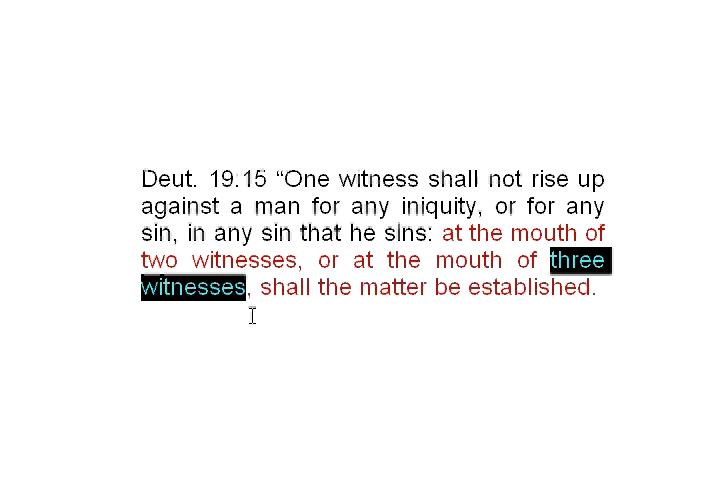 Deut. 19:15 “One witness shall not rise up
against a man for any iniquity, or for any
sin, in any sin that he sins: at the mouth of
two witnesses, or at the mouth of three
witnesses, shall the matter be established.